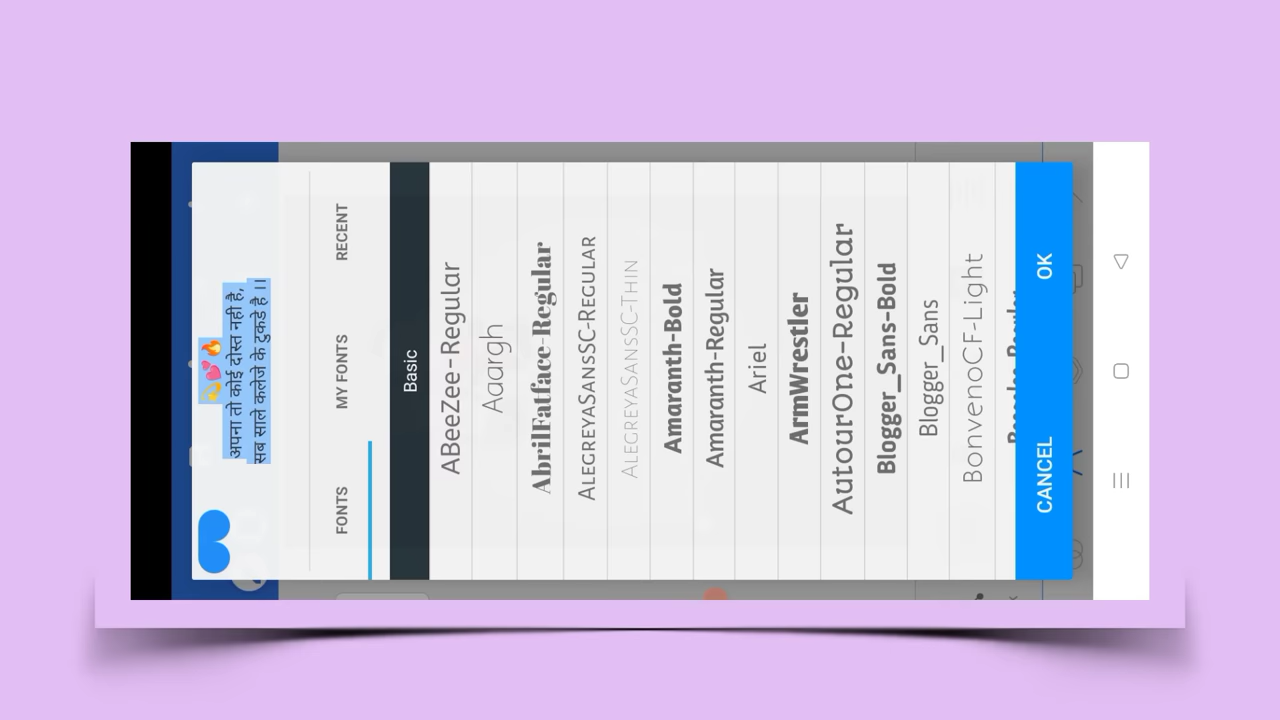 💫💕🔥
अपना तो कोई दोस्त नही है,
सब साले कलेजे के टुकडे है ।।
FONTS
MY FONTS
RECENT
Basic
ABeeZee-Regular
Aaargh
AbrilFatface-Regular
AlegreyaSansSC-Regular
AlegreyaSansSC-Thin
Amaranth-Bold
Amaranth-Regular
Ariel
ArmWrestler
AutourOne-Regular
Blogger_Sans-Bold
Blogger_Sans
BonvenoCF-Light
CANCEL
OK